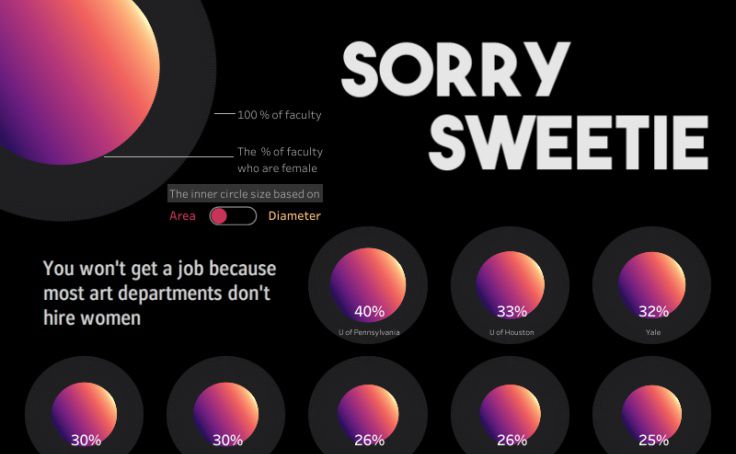 SORRY
SWEETIE
100 % of faculty
The % of faculty
who are female
The inner circle size based on
Area Diameter
You won't get a job because
most art departments don't
hire women
40% 33% 32%
U of Pennsylvania U of Houston Yale
30% 30% 26% 26% 25%